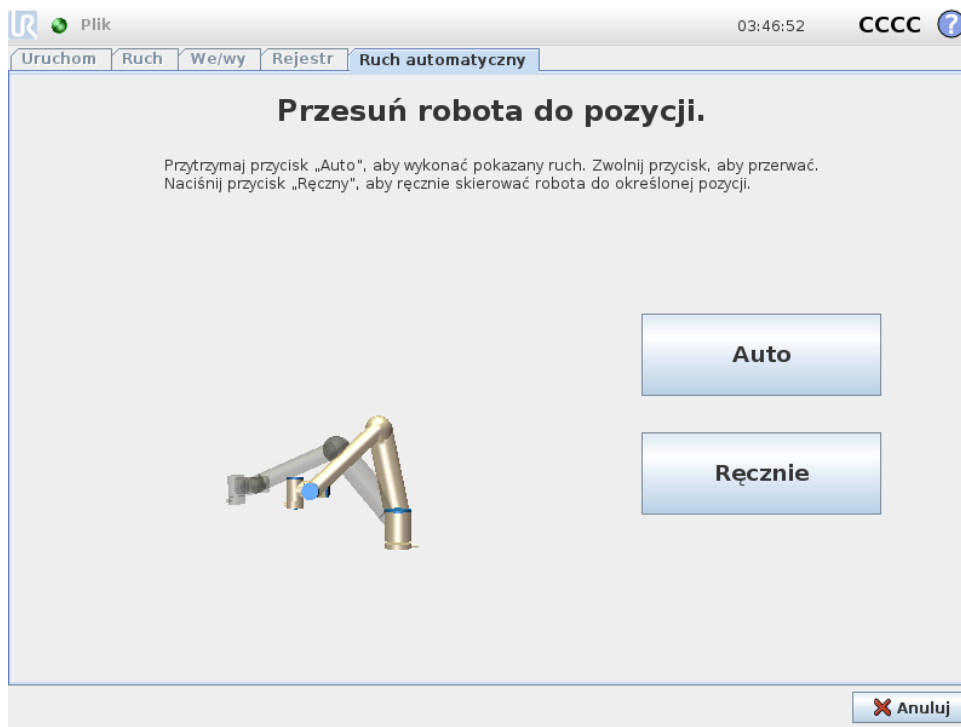 UR Plik 03:46:52 CCCC ?
Uruchom Ruch We/wy Rejestr Ruch automatyczny
Przesuń robota do pozycji.
Przytrzymaj przycisk „Auto", aby wykonać pokazany ruch. Zwolnij przycisk, aby przerwać.
Naciśnij przycisk „Ręczny", aby ręcznie skierować robota do określonej pozycji.
Auto
Ręcznie
Anuluj